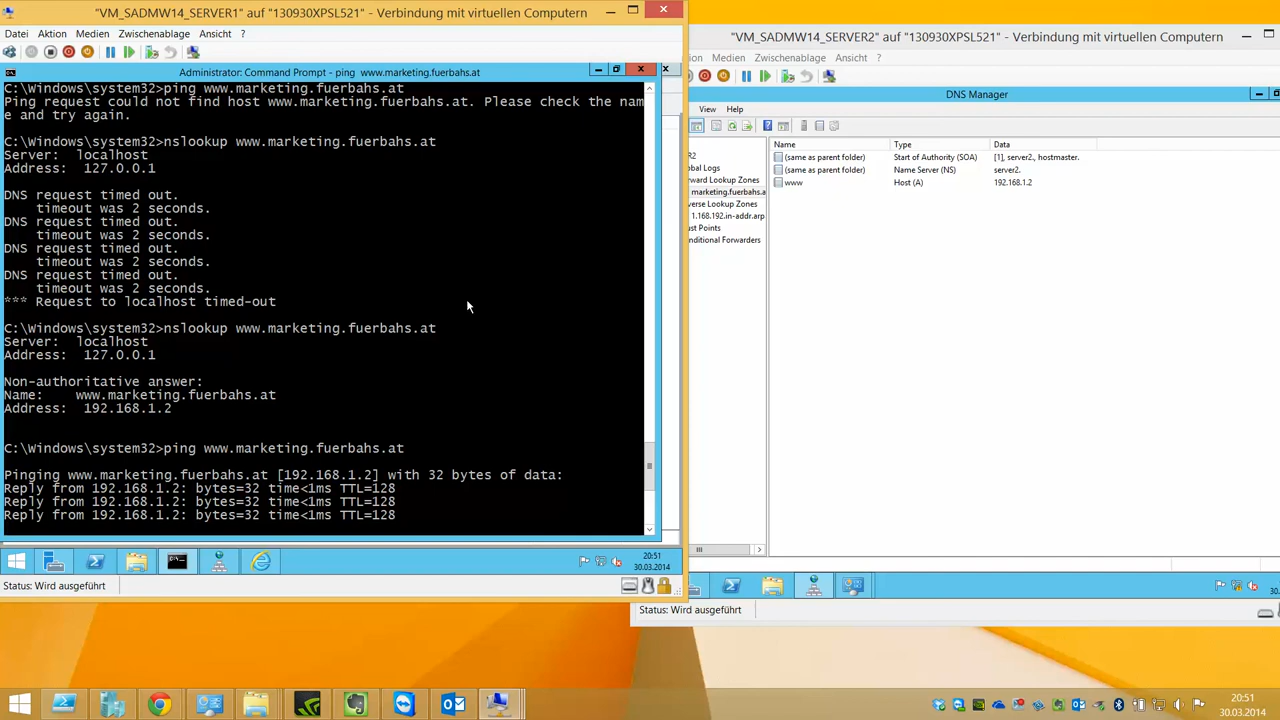 "VM_SADMW14_SERVER1" auf "130930XPSL521" - Verbindung mit virtuellen Computern
Datei Aktion Medien Zwischenablage Ansicht ?
Administrator: Command Prompt - ping www.marketing.fuerbahs.at
C:\Windows\system32>ping www.marketing.fuerbahs.at
Ping request could not find host www.marketing.fuerbahs.at. Please check the nam
e and try again.
C:\Windows\system32>nslookup www.marketing.fuerbahs.at
Server: localhost
Address: 127.0.0.1
DNS request timed out.
timeout was 2 seconds.
DNS request timed out.
timeout was 2 seconds.
DNS request timed out.
timeout was 2 seconds.
DNS request timed out.
timeout was 2 seconds.
*** Request to localhost timed-out
C:\Windows\system32>nslookup www.marketing.fuerbahs.at
Server: localhost
Address: 127.0.0.1
Non-authoritative answer:
Name: www.marketing.fuerbahs.at
Address: 192.168.1.2
C:\Windows\system32>ping www.marketing.fuerbahs.at
Pinging www.marketing.fuerbahs.at [192.168.1.2] with 32 bytes of data:
Reply from 192.168.1.2: bytes=32 time<1ms TTL=128
Reply from 192.168.1.2: bytes=32 time<1ms TTL=128
Reply from 192.168.1.2: bytes=32 time<1ms TTL=128
20:51
30.03.2014
Status: Wird ausgeführt
"VM_SADMW14_SERVER2" auf "130930XPSL521" - Verbindung mit virtuellen Computern
ion Medien Zwischenablage Ansicht ?
DNS Manager
View Help
R2
obal Logs
rward Lookup Zones
marketing.fuerbahs.a
verse Lookup Zones
1.168.192.in-addr.arp
ust Points
onditional Forwarders
Name Type Data
(same as parent folder) Start of Authority (SOA) [1], server2., hostmaster.
(same as parent folder) Name Server (NS) server2.
www Host (A) 192.168.1.2
30.
Status: Wird ausgeführt
20:51
30.03.2014